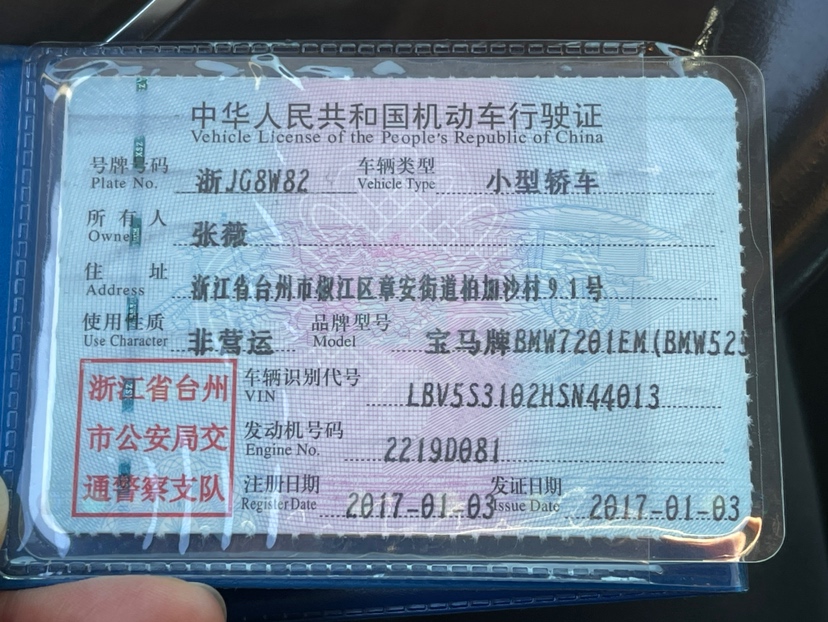 中华人民共和国机动车行驶证
Vehicle License of the People's Republic of China
号牌号码 Plate No. 浙JG8W82 车辆类型 Vehicle Type 小型轿车
所有人 Owner 张薇
住址 Address 浙江省台州市椒江区章安街道柏加沙村91号
使用性质 Use Character 非营运 品牌型号 Model 宝马牌BMW7201EM(BMW525
浙江省台州
市公安局交
通警察支队
车辆识别代号 VIN LBV5S3102HSN44013
发动机号码 Engine No. 2219D081
注册日期 Register Date 2017-01-03 发证日期 Issue Date 2017-01-03